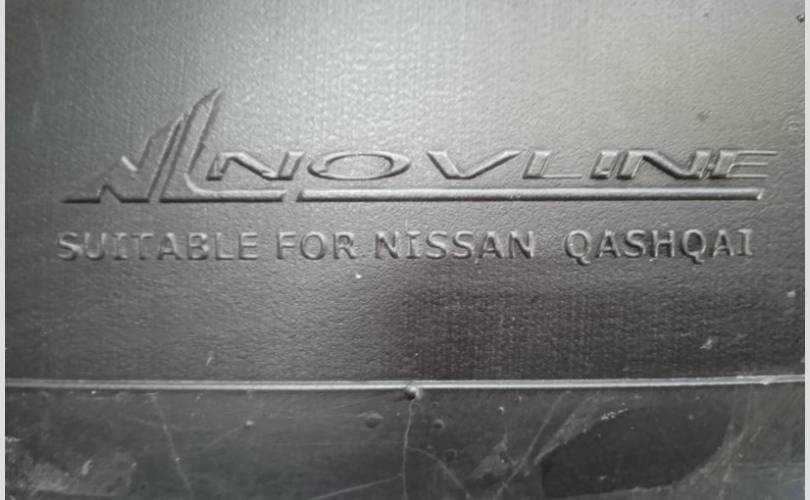 NOVLINE
SUITABLE FOR NISSAN QASHQAI